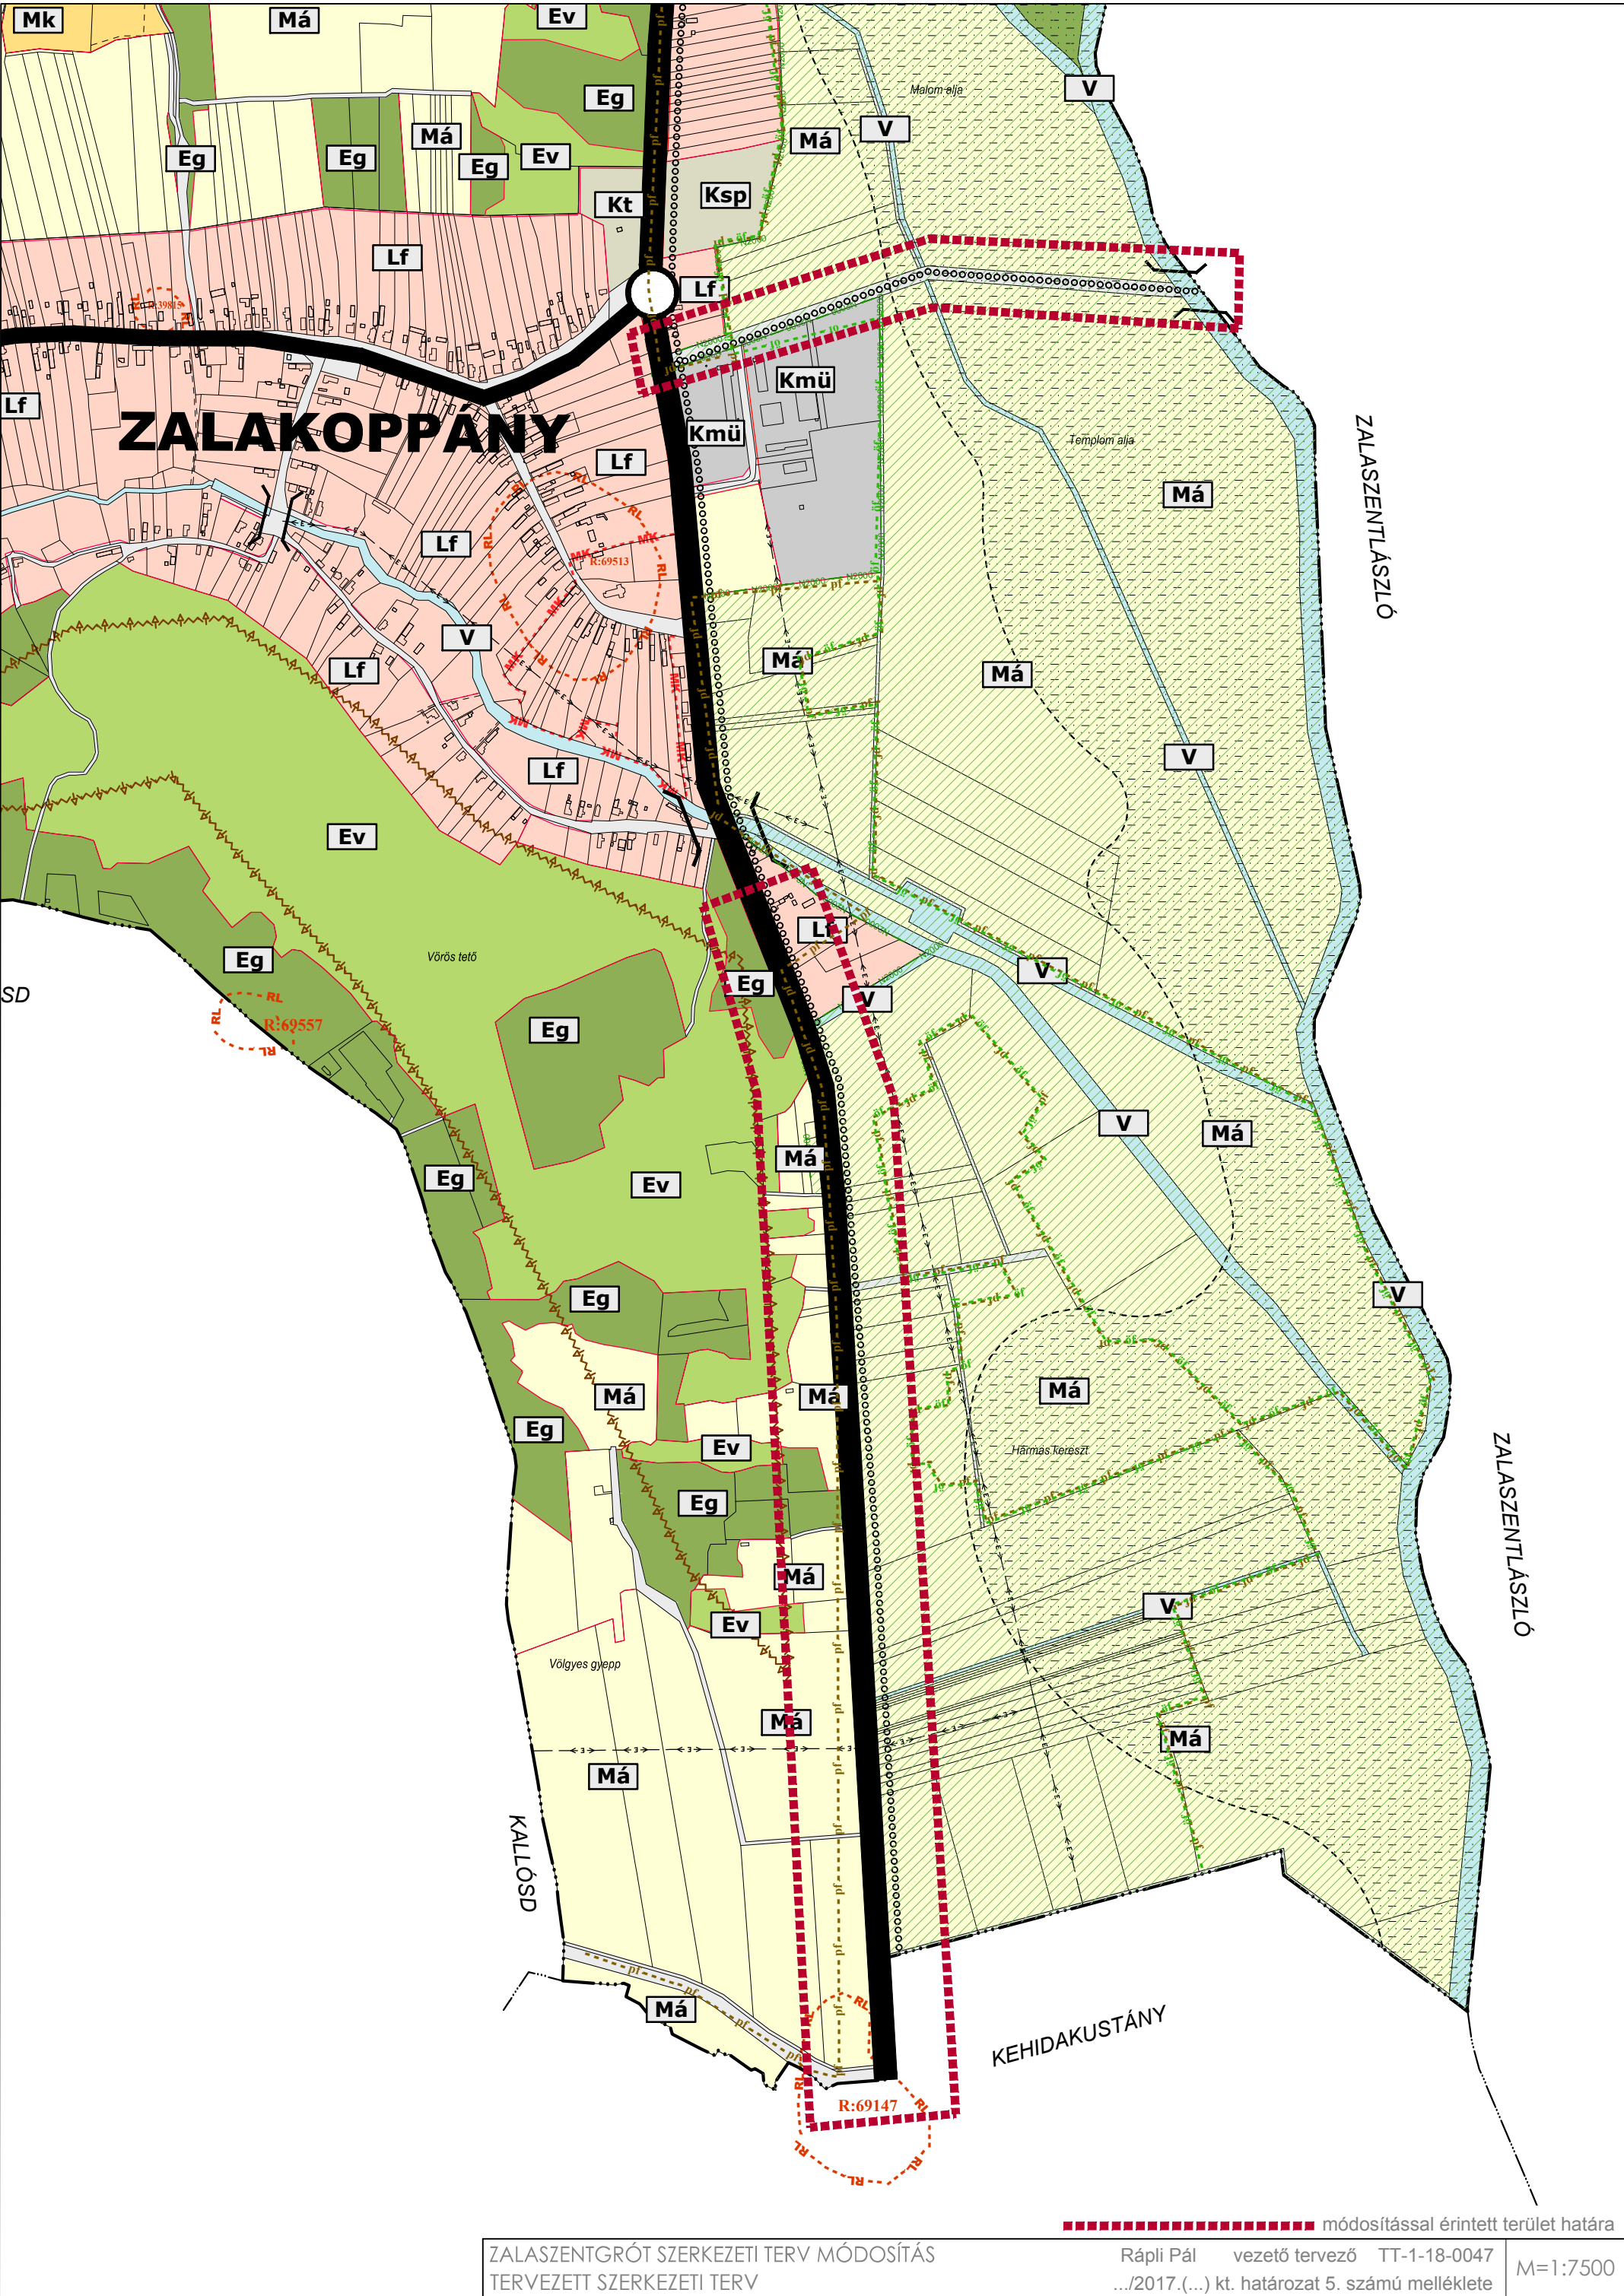 Mk
Má
Ev
Eg
V
Malom alja
Má
V
Má
Eg
Eg
Eg
Ev
Kt
Ksp
Lf
Lf
R:39815
Kmü
Lf
ZALAKOPPÁNY
Kmü
Templom alja
ZALASZENTLÁSZLÓ
Lf
Má
Lf
R:69513
V
Lf
Má
Má
Lf
V
Ev
Lf
Vörös tető
Eg
Eg
V
V
SD
R:69557
Eg
V
Má
Má
Eg
Ev
Eg
V
Má
Má
Má
Eg
Ev
Hármas kereszt
ZALASZENTLÁSZLÓ
Eg
Má
V
Ev
Völgyes gyepp
Má
Má
Má
KALLÓSD
Má
KEHIDAKUSTÁNY
R:69147
módosítással érintett terület határa
ZALASZENTGRÓT SZERKEZETI TERV MÓDOSÍTÁS
TERVEZETT SZERKEZETI TERV
Rápli Pál vezető tervező TT-1-18-0047
.../2017.(...) kt. határozat 5. számú melléklete
M=1:7500